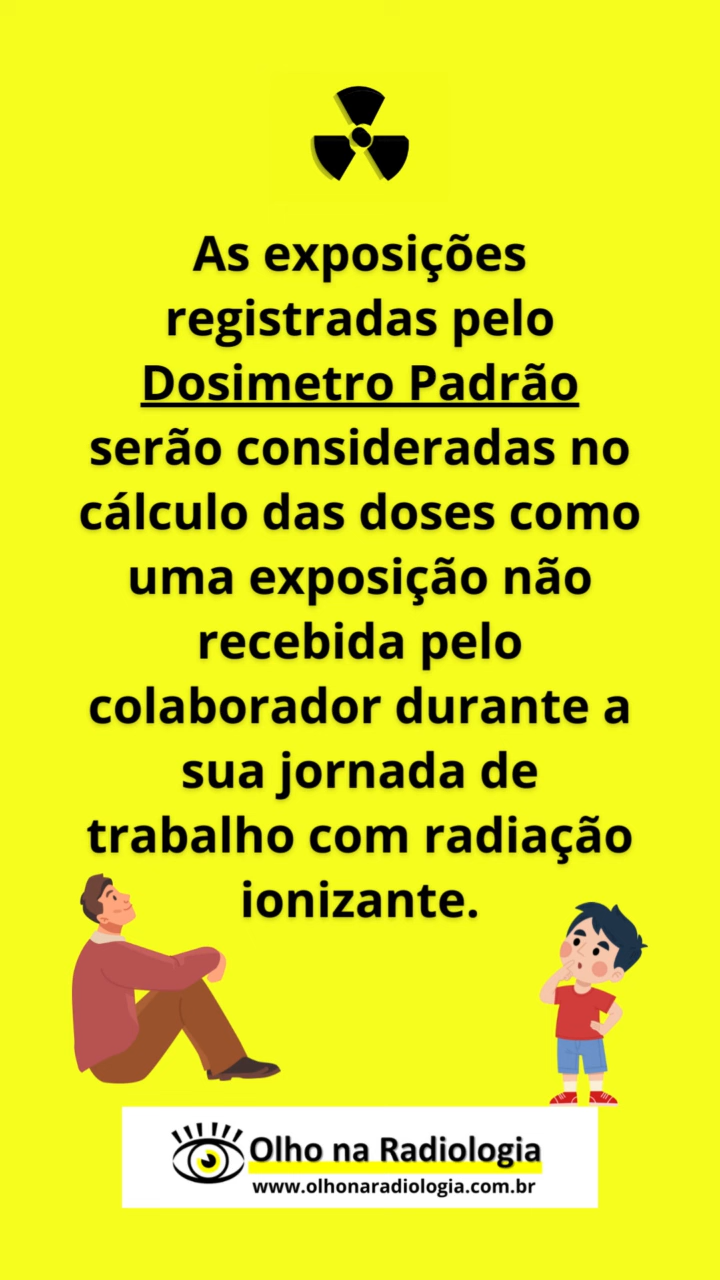 As exposições
registradas pelo
Dosimetro Padrão
serão consideradas no
cálculo das doses como
uma exposição não
recebida pelo
colaborador durante a
sua jornada de
trabalho com radiação
ionizante.
Olho na Radiologia
www.olhonaradiologia.com.br